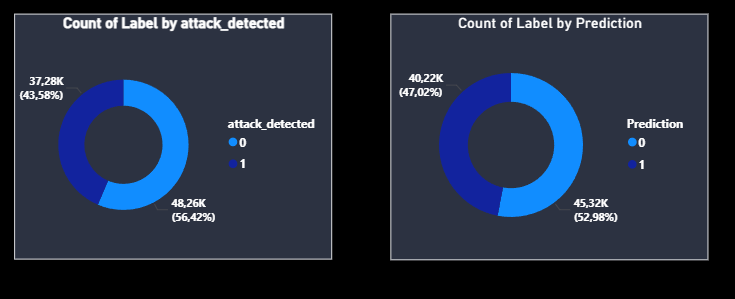 Count of Label by attack_detected
37,28K
(43,58%)
48,26K
(56,42%)
attack_detected
0
1
Count of Label by Prediction
40,22K
(47,02%)
45,32K
(52,98%)
Prediction
0
1